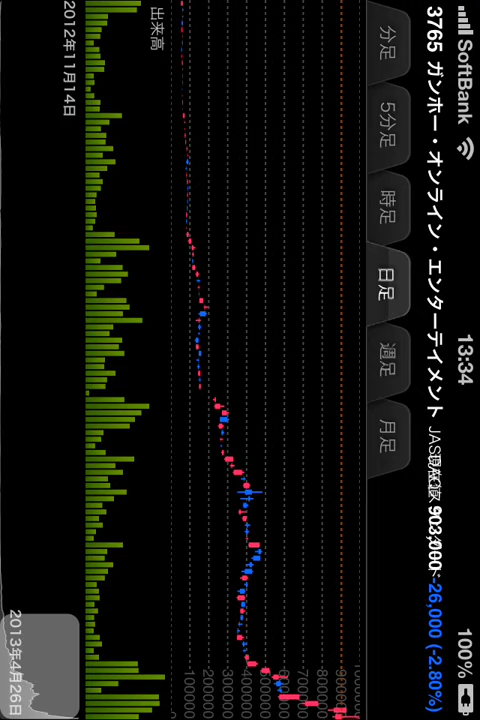 SoftBank 13:34 100%
3765 ガンホー・オンライン・エンターテイメント 903,000 -26,000 (-2.80%)
分足 5分足 時足 日足 週足 月足
900000
800000
700000
600000
500000
400000
300000
200000
100000
出来高
2012年11月14日
2013年4月26日